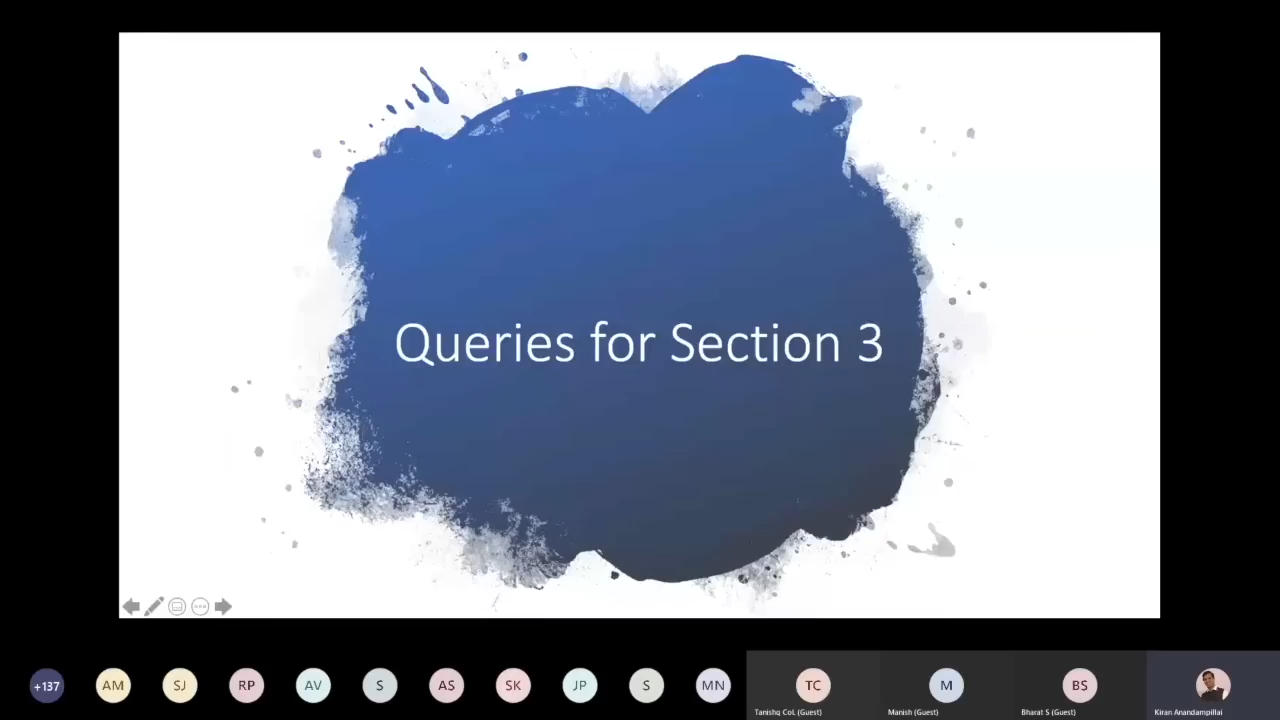 Queries for Section 3
+137
AM
SJ
RP
AV
S
AS
SK
JP
S
MN
TC
M
BS
Tanishq CoL (Guest)
Manish (Guest)
Bharat S (Guest)
Kiran Anandampillai